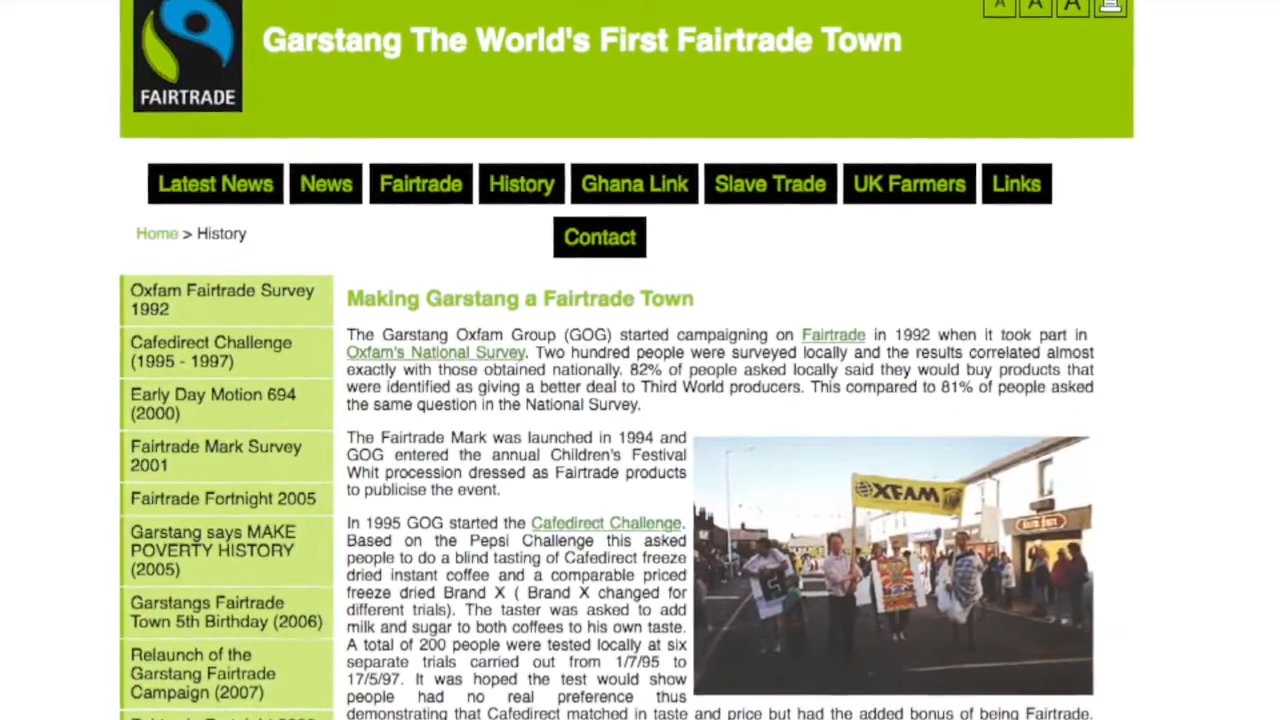 A A A
Garstang The World's First Fairtrade Town
FAIRTRADE
Latest News News Fairtrade History Ghana Link Slave Trade UK Farmers Links
Contact
Home > History
Oxfam Fairtrade Survey
1992
Cafedirect Challenge
(1995 - 1997)
Early Day Motion 694
(2000)
Fairtrade Mark Survey
2001
Fairtrade Fortnight 2005
Garstang says MAKE
POVERTY HISTORY
(2005)
Garstangs Fairtrade
Town 5th Birthday (2006)
Relaunch of the
Garstang Fairtrade
Campaign (2007)
Making Garstang a Fairtrade Town
The Garstang Oxfam Group (GOG) started campaigning on Fairtrade in 1992 when it took part in
Oxfam's National Survey. Two hundred people were surveyed locally and the results correlated almost
exactly with those obtained nationally. 82% of people asked locally said they would buy products that
were identified as giving a better deal to Third World producers. This compared to 81% of people asked
the same question in the National Survey.
The Fairtrade Mark was launched in 1994 and
GOG entered the annual Children's Festival
Whit procession dressed as Fairtrade products
to publicise the event.
In 1995 GOG started the Cafedirect Challenge.
Based on the Pepsi Challenge this asked
people to do a blind tasting of Cafedirect freeze
dried instant coffee and a comparable priced
freeze dried Brand X ( Brand X changed for
different trials). The taster was asked to add
milk and sugar to both coffees to his own taste.
A total of 200 people were tested locally at six
separate trials carried out from 1/7/95 to
17/5/97. It was hoped the test would show
people had no real preference thus
demonstrating that Cafedirect matched in taste and price but had the added bonus of being Fairtrade.
OXFAM